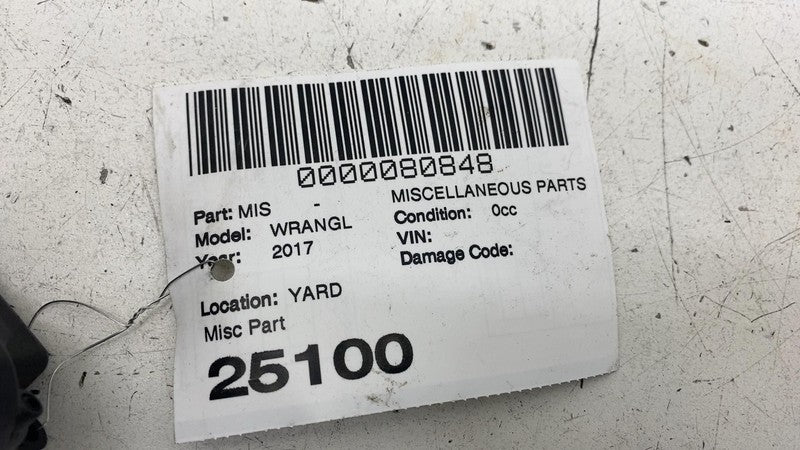 0000080848
Part: MIS - MISCELLANEOUS PARTS
Model: WRANGL Condition: 0cc
Year: 2017 VIN:
Damage Code:
Location: YARD
Misc Part
25100